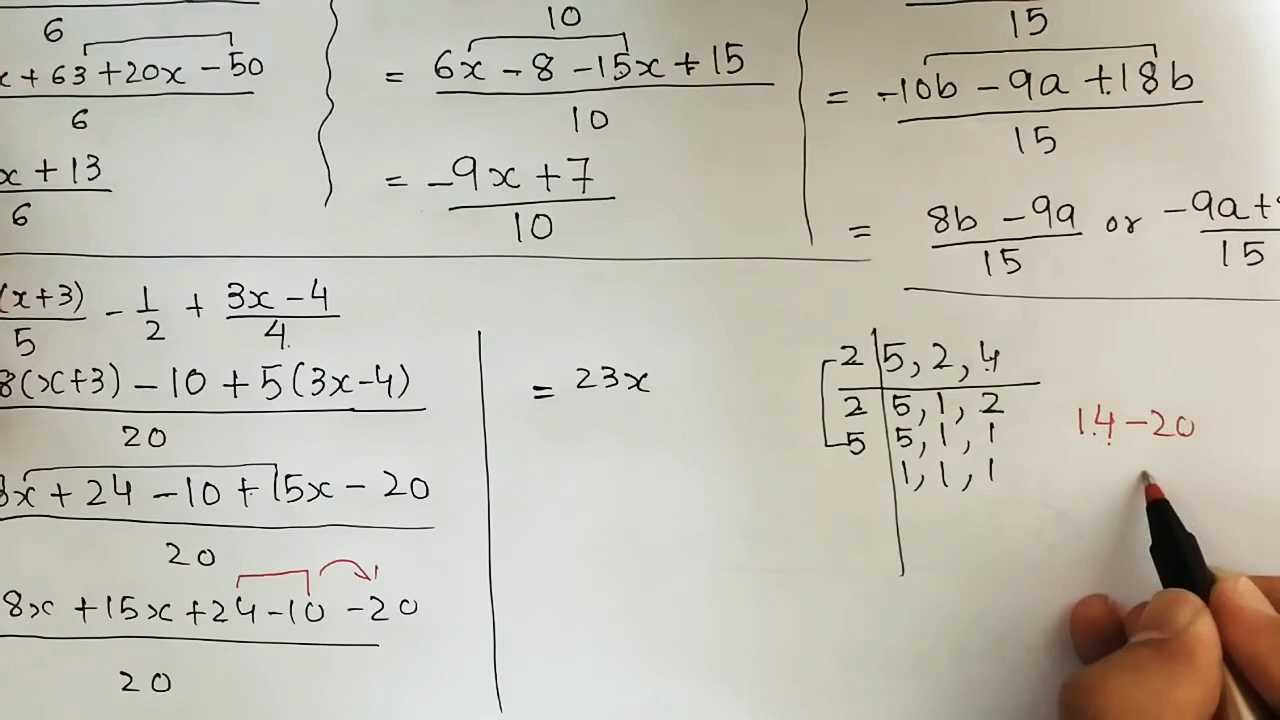 6
x + 63 + 20x - 50
6
x + 13
6
10
= 6x - 8 - 15x + 15
10
= -9x + 7
10
15
= -10b - 9a + 18b
15
= 8b - 9a or -9a +
15 15
(x+3) - 1 + 3x - 4
5 2 4
8(x+3) - 10 + 5(3x-4)
20
8x + 24 - 10 + 15x - 20
20
8x + 15x + 24 - 10 - 20
20
= 23x
2 5, 2, 4
2 5, 1, 2
5 5, 1, 1
1, 1, 1
14 - 20